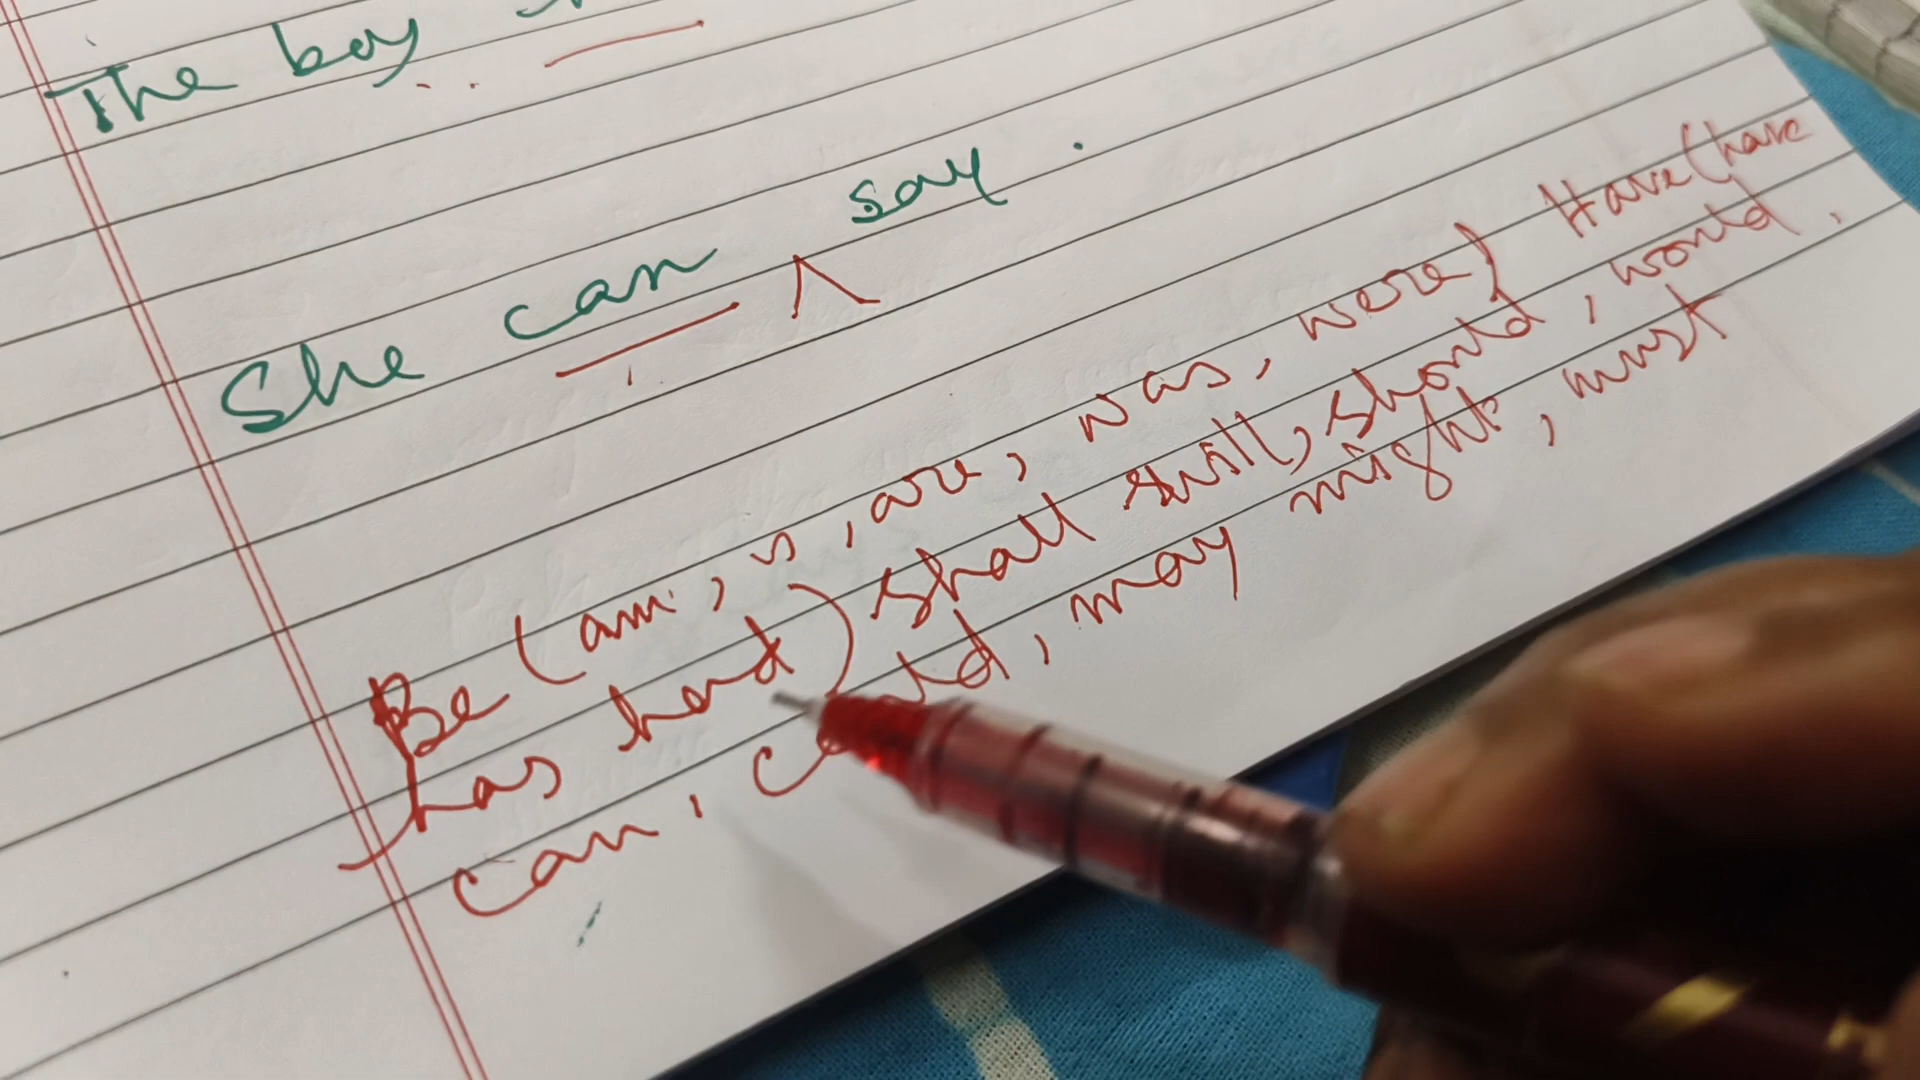 The boy
She can say .
Be (am, is, are, was, were) Have (have
has had) shall will, should, would,
can, could, may might, must